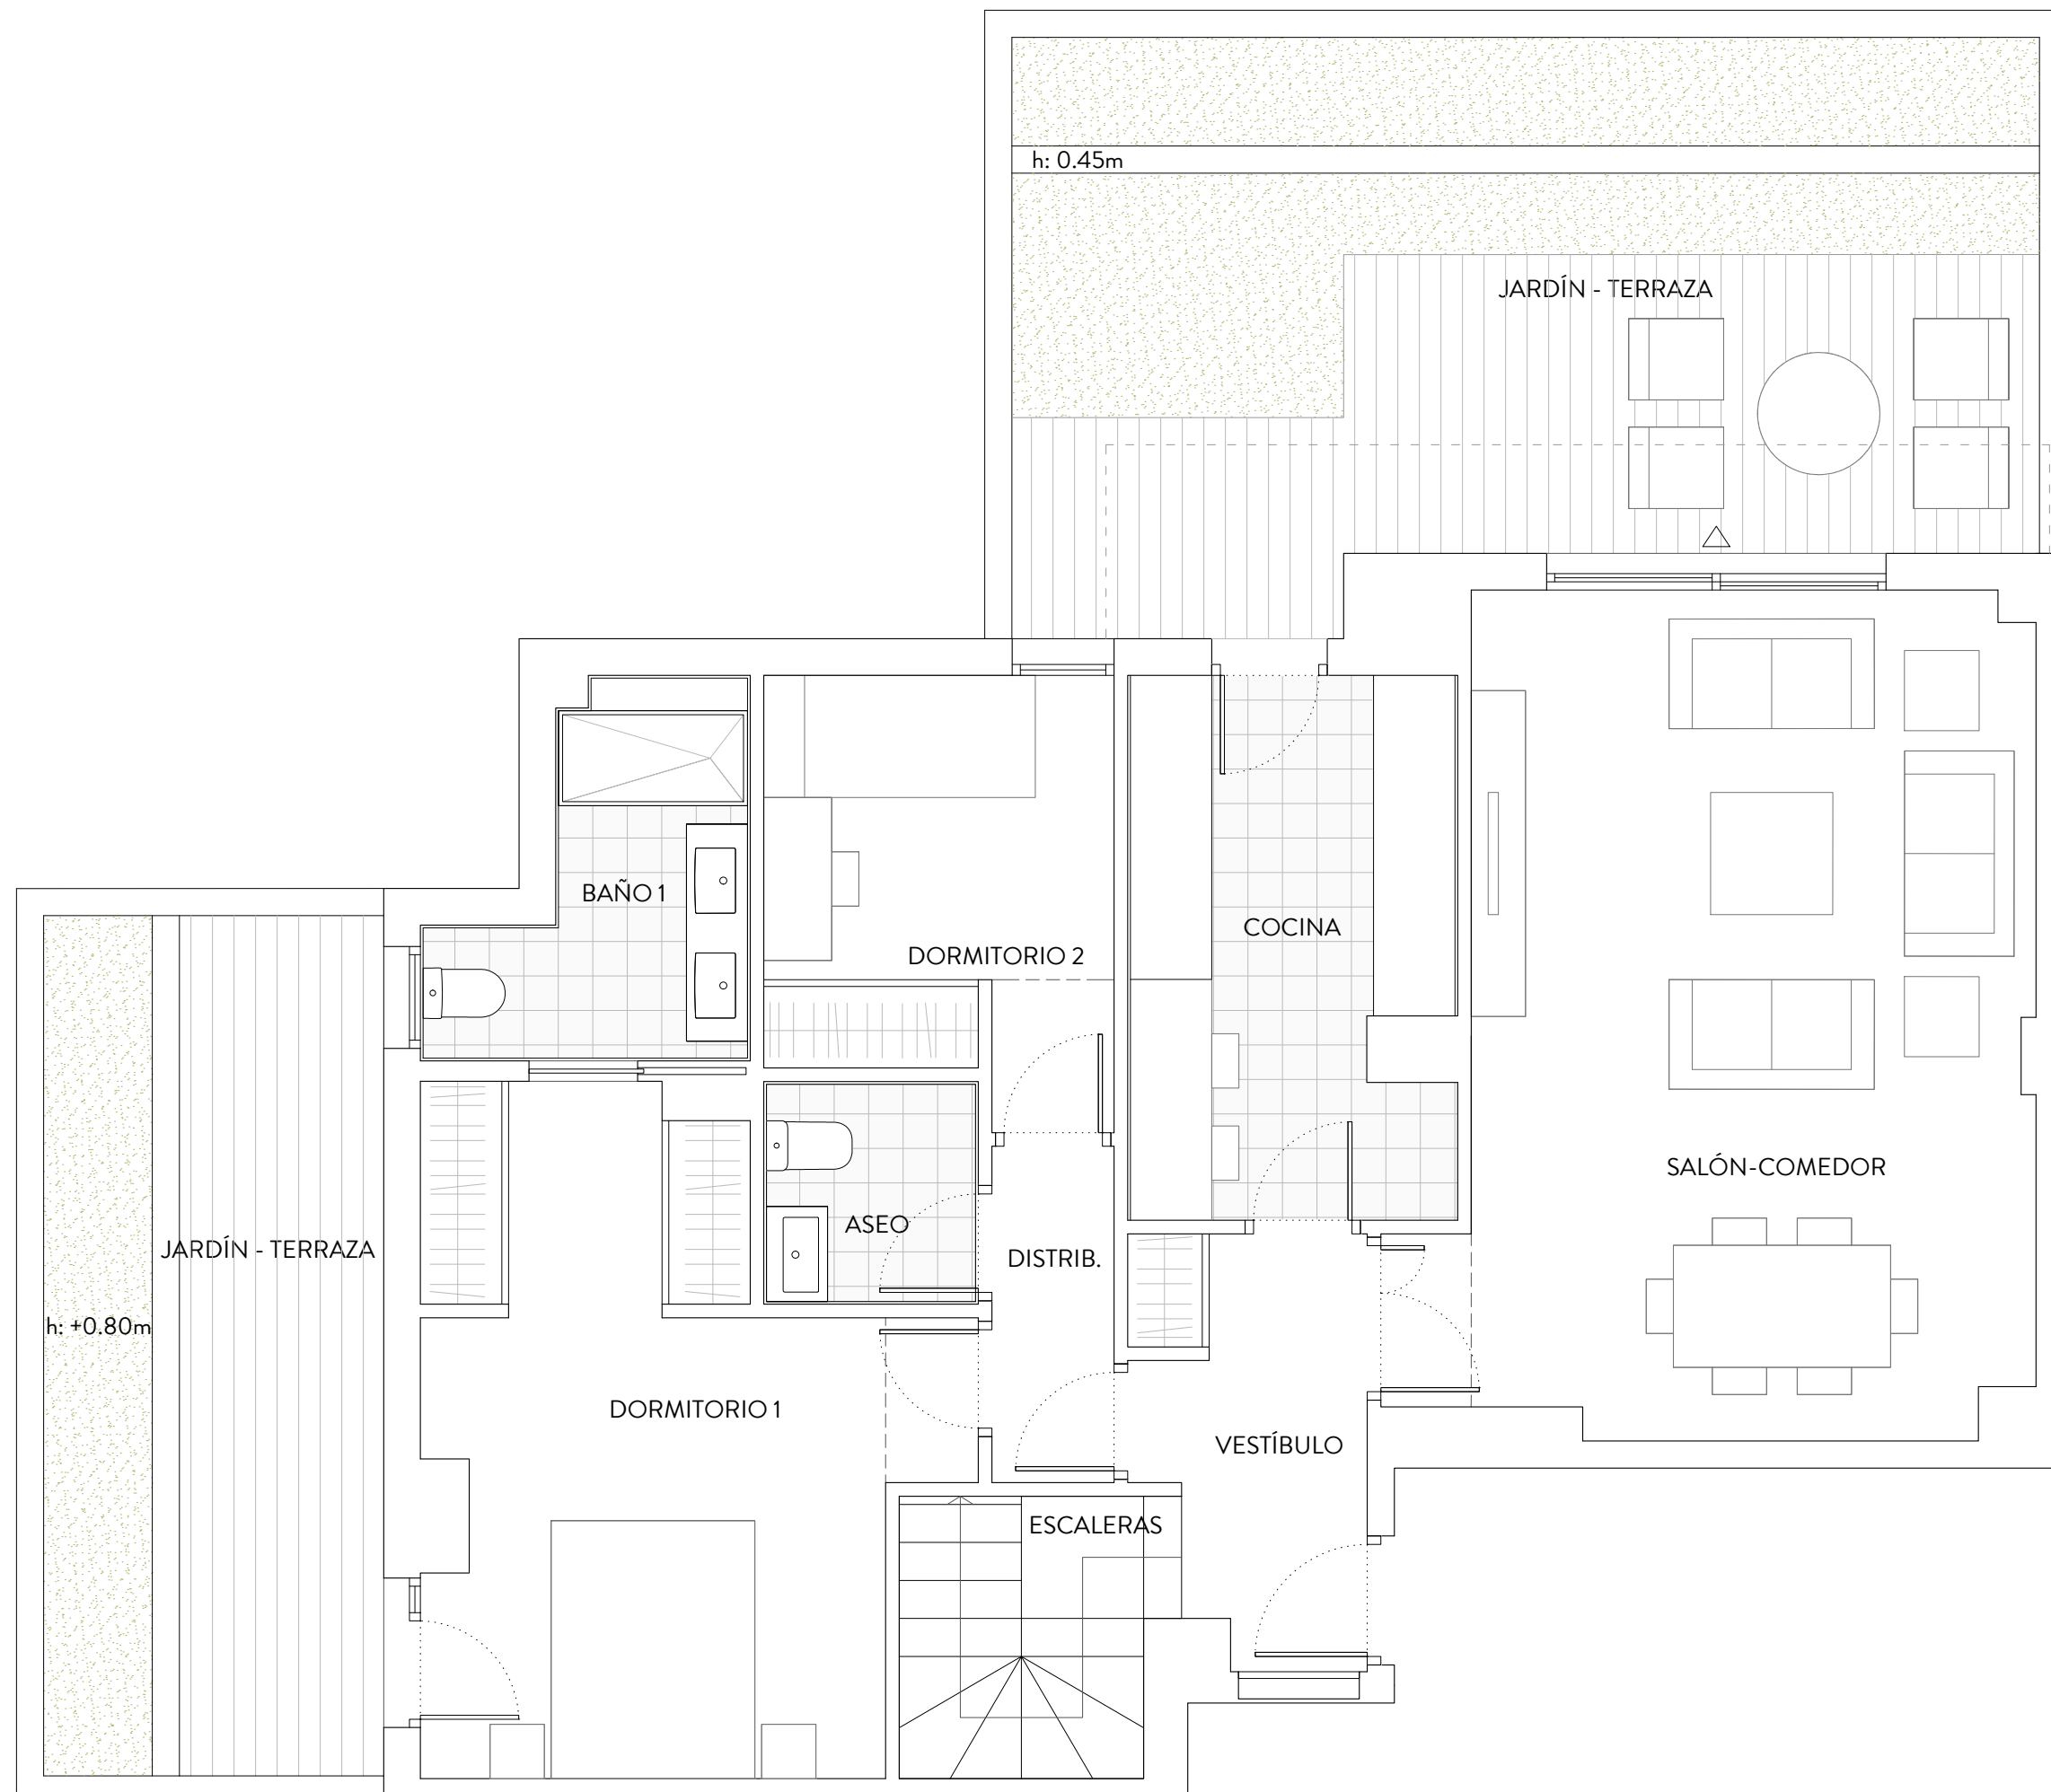 h: 0.45m
JARDÍN - TERRAZA
BAÑO 1
COCINA
DORMITORIO 2
SALÓN-COMEDOR
ASEO
JARDÍN - TERRAZA
DISTRIB.
h: +0.80m
DORMITORIO 1
VESTÍBULO
ESCALERAS